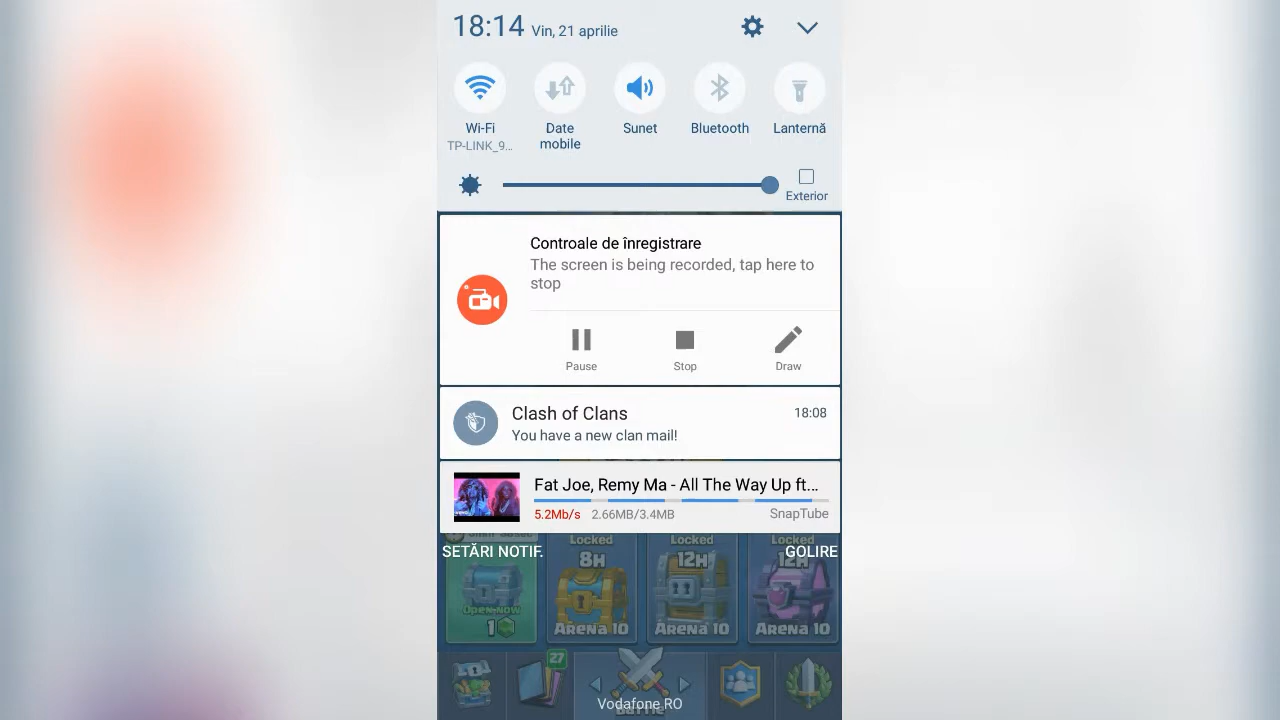 18:14 Vin, 21 aprilie
Wi-Fi
TP-LINK_9...
Date
mobile
Sunet
Bluetooth
Lanternă
Exterior
Controale de înregistrare
The screen is being recorded, tap here to
stop
Pause
Stop
Draw
Clash of Clans
18:08
You have a new clan mail!
Fat Joe, Remy Ma - All The Way Up ft...
5.2Mb/s 2.66MB/3.4MB
SnapTube
SETĂRI NOTIF.
GOLIRE
Open now
1
Locked
8H
Arena 10
Locked
12H
Arena 10
Locked
12H
Arena 10
27
Battle
Vodafone RO